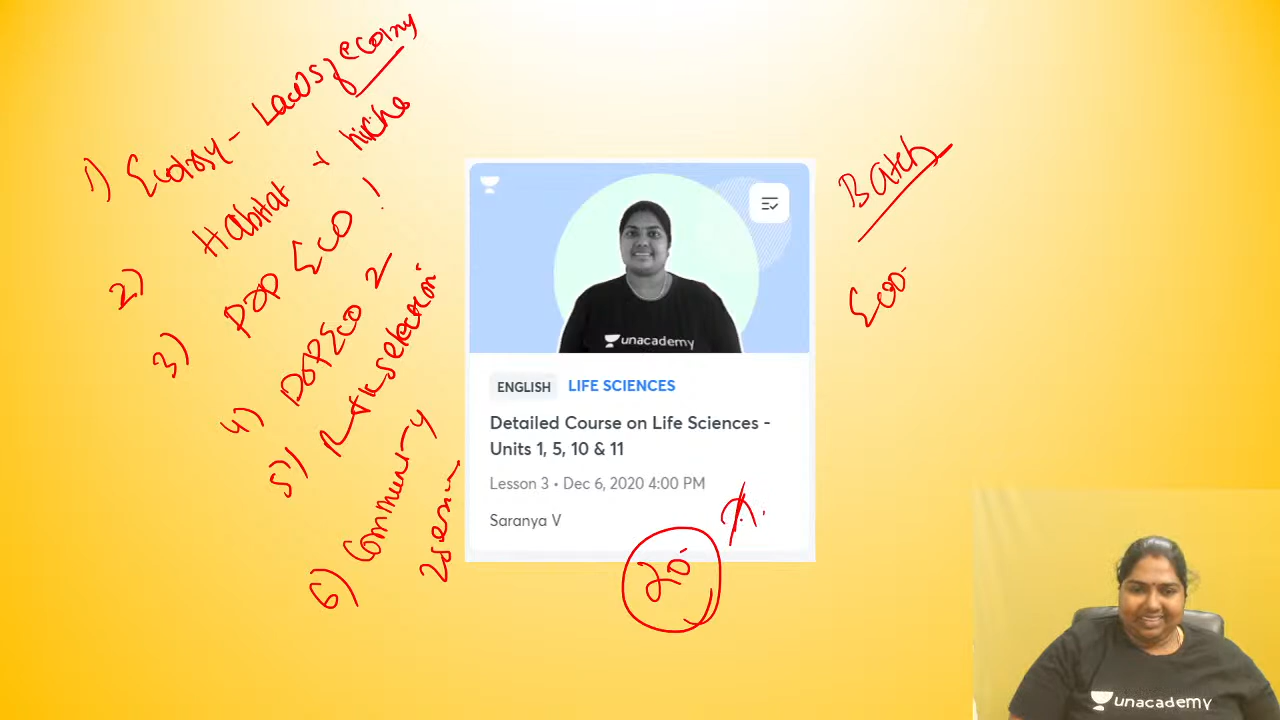 1) Ecology - Laws of ecology
2) Habitat + niche
3) Pop Eco 1
4) Pop Eco 2
5) R + K selection
6) Community
Batch
Eco
unacademy
ENGLISH LIFE SCIENCES
Detailed Course on Life Sciences -
Units 1, 5, 10 & 11
Lesson 3 • Dec 6, 2020 4:00 PM
Saranya V
20
unacademy